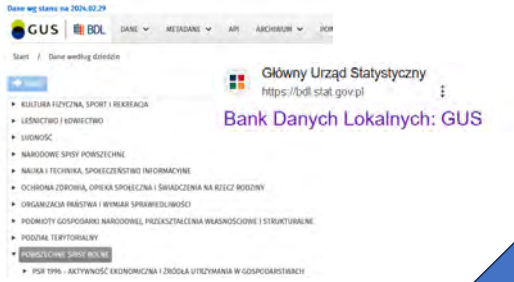 Dane wg stanu na 2024.02.29
GUS BDL DANE METADANE API ARCHIWUM
Start / Dane według dziedzin
KULTURA FIZYCZNA, SPORT I REKREACJA
LEŚNICTWO I ŁOWIECTWO
LUDNOŚĆ
NARODOWE SPISY POWSZECHNE
NAUKA I TECHNIKA, SPOŁECZEŃSTWO INFORMACYJNE
OCHRONA ZDROWIA, OPIEKA SPOŁECZNA I ŚWIADCZENIA NA RZECZ RODZINY
ORGANIZACJA PAŃSTWA I WYMIAR SPRAWIEDLIWOŚCI
PODMIOTY GOSPODARKI NARODOWEJ, PRZEKSZTAŁCENIA WŁASNOŚCIOWE I STRUKTURALNE
PODZIAŁ TERYTORIALNY
POWSZECHNE SPISY ROLNE
PSR 1996 - AKTYWNOŚĆ EKONOMICZNA I ŹRÓDŁA UTRZYMANIA W GOSPODARSTWACH
Główny Urząd Statystyczny
https://bdl.stat.gov.pl
Bank Danych Lokalnych: GUS